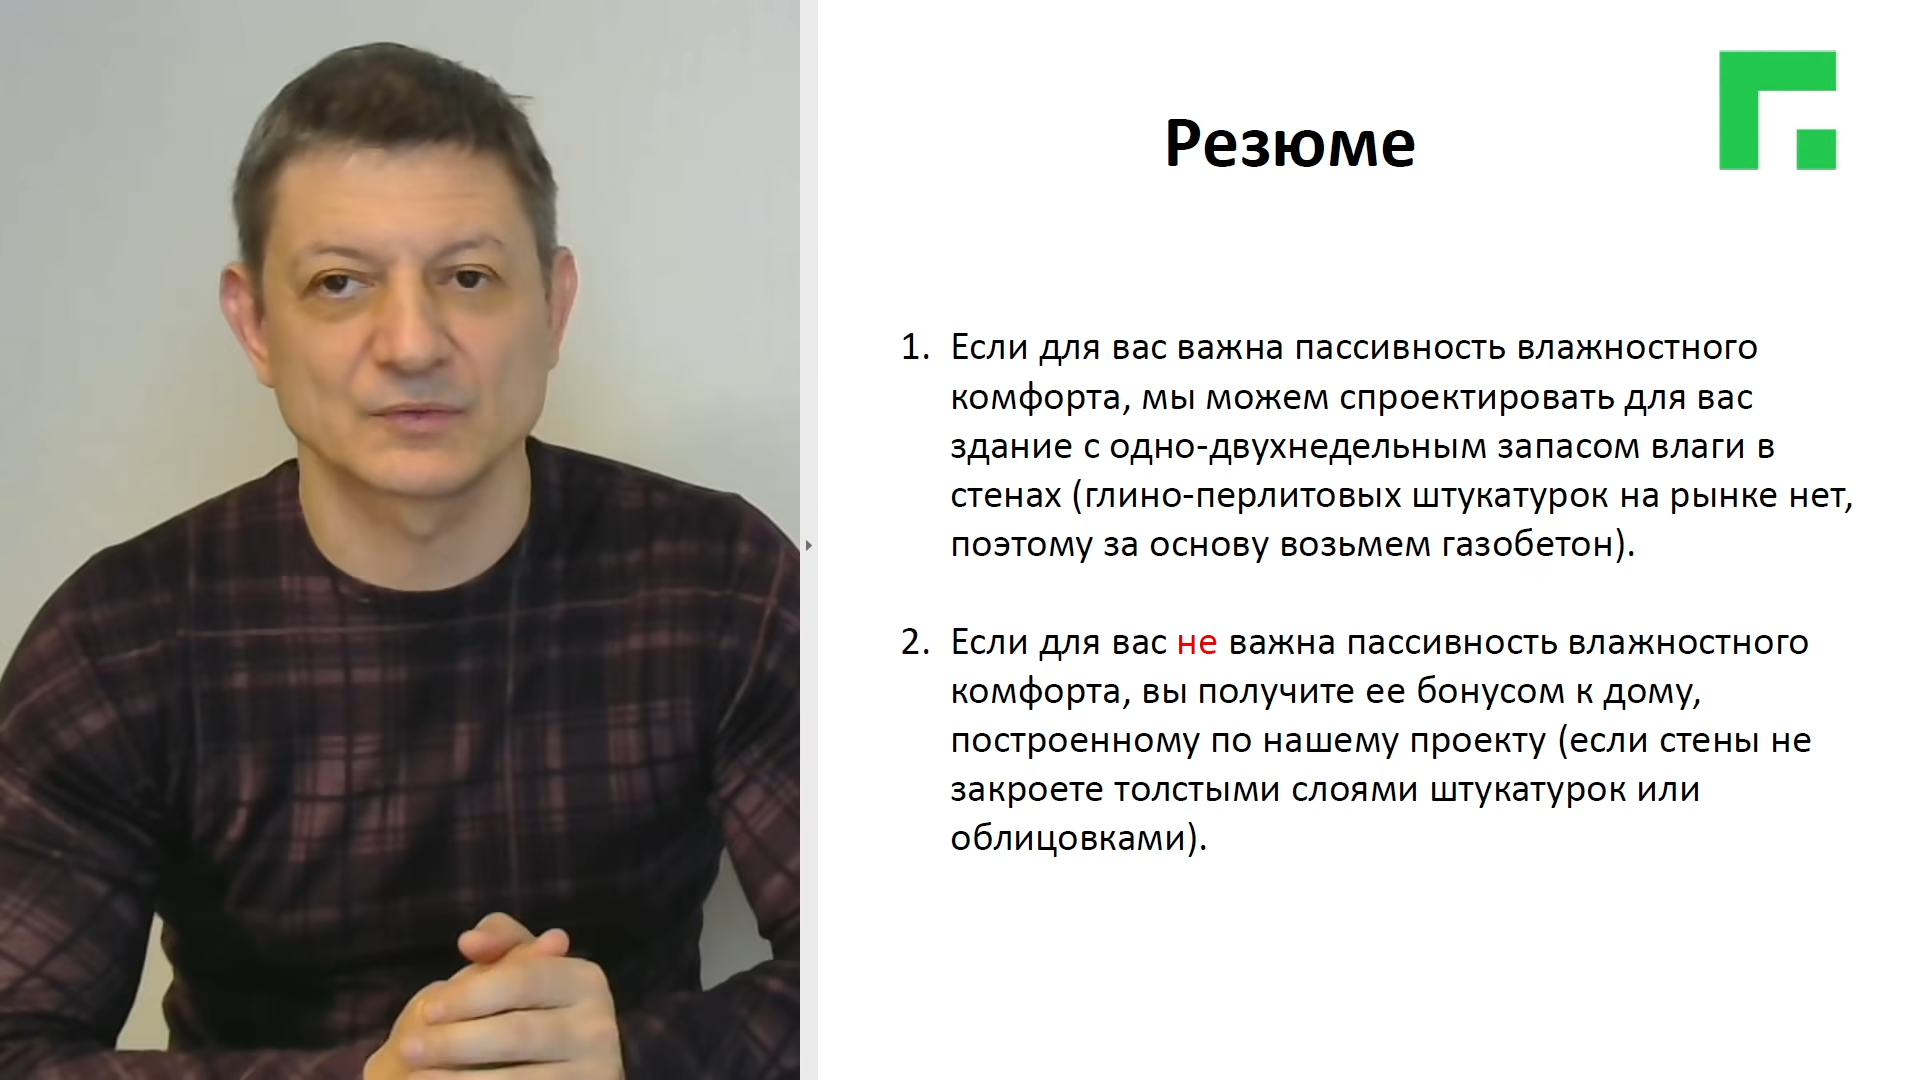 Резюме
1. Если для вас важна пассивность влажностного
комфорта, мы можем спроектировать для вас
здание с одно-двухнедельным запасом влаги в
стенах (глино-перлитовых штукатурок на рынке нет,
поэтому за основу возьмем газобетон).
2. Если для вас не важна пассивность влажностного
комфорта, вы получите ее бонусом к дому,
построенному по нашему проекту (если стены не
закроете толстыми слоями штукатурок или
облицовками).